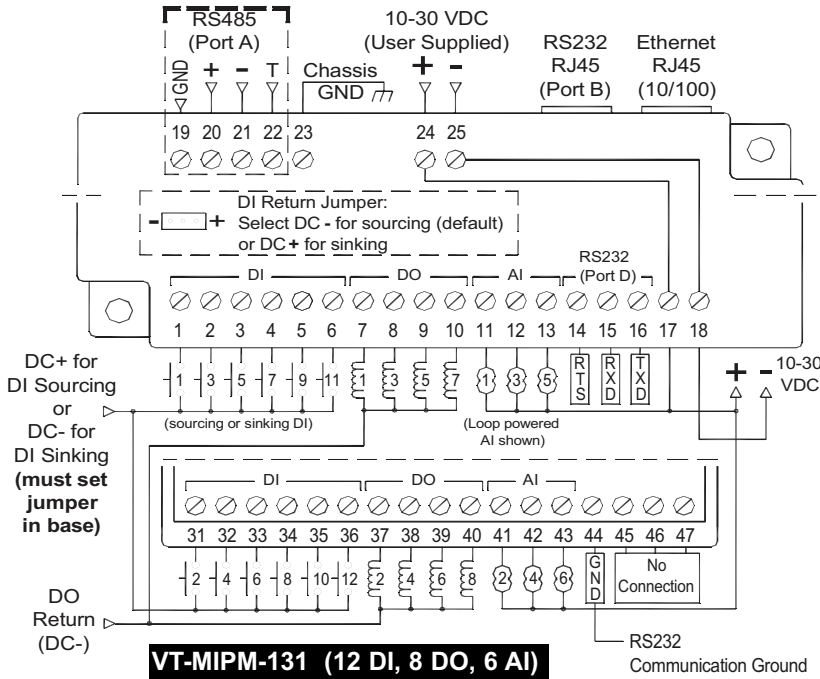 RS485
(Port A)
10-30 VDC
(User Supplied)
RS232
RJ45
(Port B)
Ethernet
RJ45
(10/100)
GND + - T
Chassis
GND
+ -
19 20 21 22 23 24 25
DI Return Jumper:
- + Select DC - for sourcing (default)
or DC+ for sinking
RS232
(Port D)
DI DO AI
1 2 3 4 5 6 7 8 9 10 11 12 13 14 15 16 17 18
DC+ for
DI Sourcing
or
DC- for
DI Sinking
(must set
jumper
in base)
1 3 5 7 9 11 1 3 5 7 1 3 5 RTS RXD TXD
+ - 10-30
VDC
(sourcing or sinking DI)
(Loop powered
AI shown)
DI DO AI
31 32 33 34 35 36 37 38 39 40 41 42 43 44 45 46 47
2 4 6 8 10 12 2 4 6 8 2 4 6 GND
No
Connection
DO
Return
(DC-)
RS232
Communication Ground
VT-MIPM-131 (12 DI, 8 DO, 6 AI)